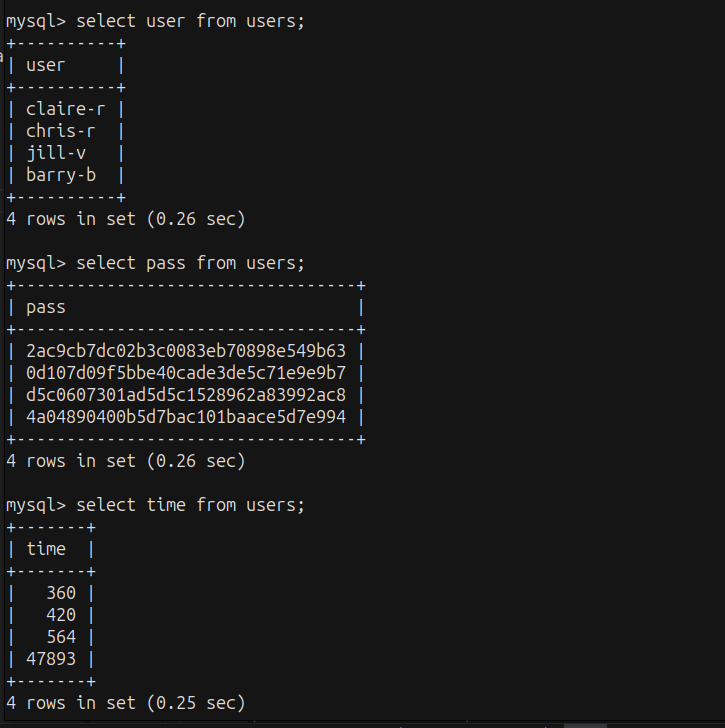 mysql> select user from users;
+----------+
| user     |
+----------+
| claire-r |
| chris-r  |
| jill-v   |
| barry-b  |
+----------+
4 rows in set (0.26 sec)

mysql> select pass from users;
+----------------------------------+
| pass                             |
+----------------------------------+
| 2ac9cb7dc02b3c0083eb70898e549b63 |
| 0d107d09f5bbe40cade3de5c71e9e9b7 |
| d5c0607301ad5d5c1528962a83992ac8 |
| 4a04890400b5d7bac101baace5d7e994 |
+----------------------------------+
4 rows in set (0.26 sec)

mysql> select time from users;
+-------+
| time  |
+-------+
|   360 |
|   420 |
|   564 |
| 47893 |
+-------+
4 rows in set (0.25 sec)